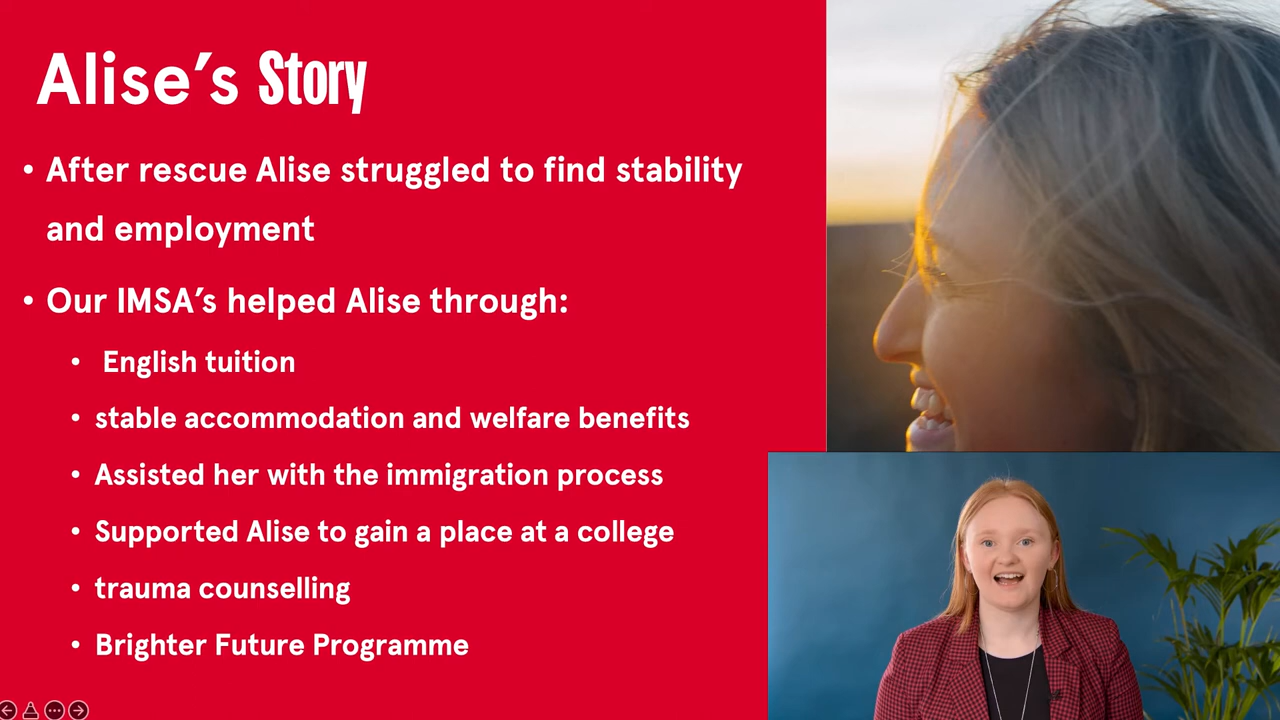 Alise’s Story
• After rescue Alise struggled to find stability
and employment
• Our IMSA’s helped Alise through:
• English tuition
• stable accommodation and welfare benefits
• Assisted her with the immigration process
• Supported Alise to gain a place at a college
• trauma counselling
• Brighter Future Programme